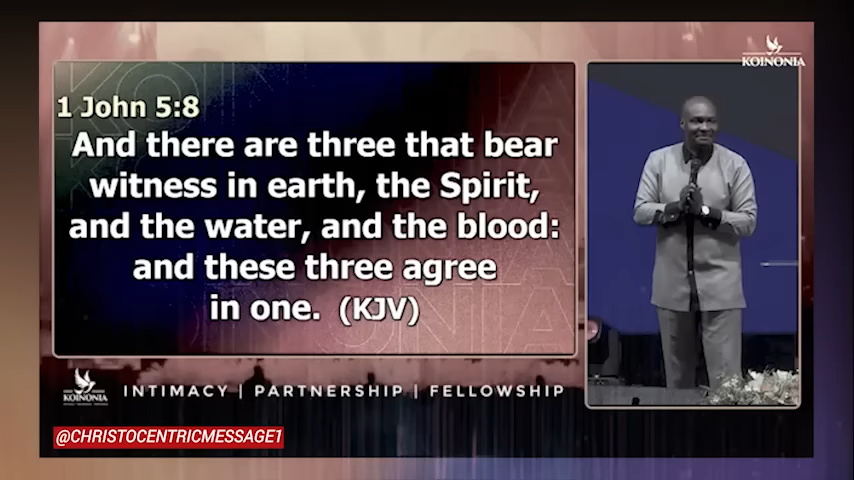 KOINONIA
1 John 5:8
And there are three that bear
witness in earth, the Spirit,
and the water, and the blood:
and these three agree
in one. (KJV)
KOINONIA
INTIMACY | PARTNERSHIP | FELLOWSHIP
@CHRISTOCENTRICMESSAGE1